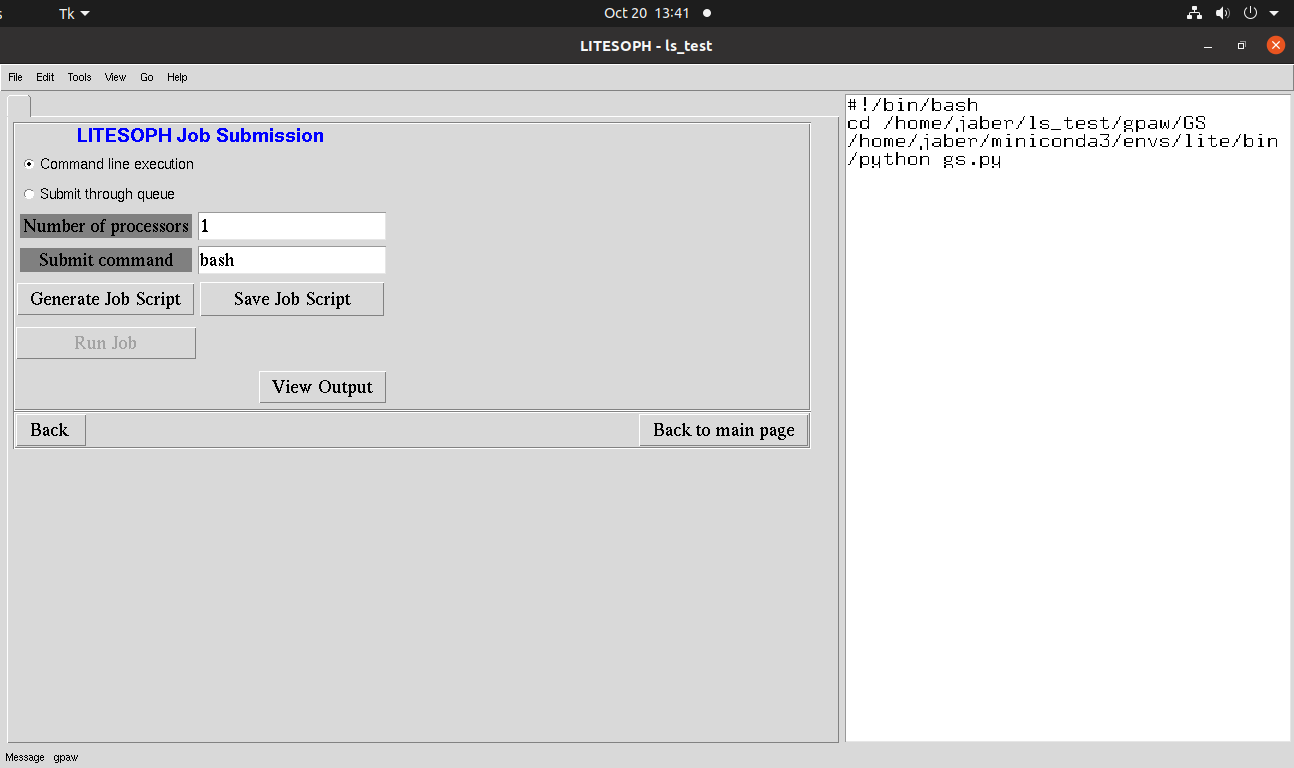 Tk
Oct 20 13:41
LITESOPH - ls_test
File Edit Tools View Go Help
LITESOPH Job Submission
Command line execution
Submit through queue
Number of processors 1
Submit command bash
Generate Job Script Save Job Script
Run Job
View Output
Back Back to main page
#!/bin/bash
cd /home/jaber/ls_test/gpaw/GS
/home/jaber/miniconda3/envs/lite/bin
/python gs.py
Message gpaw